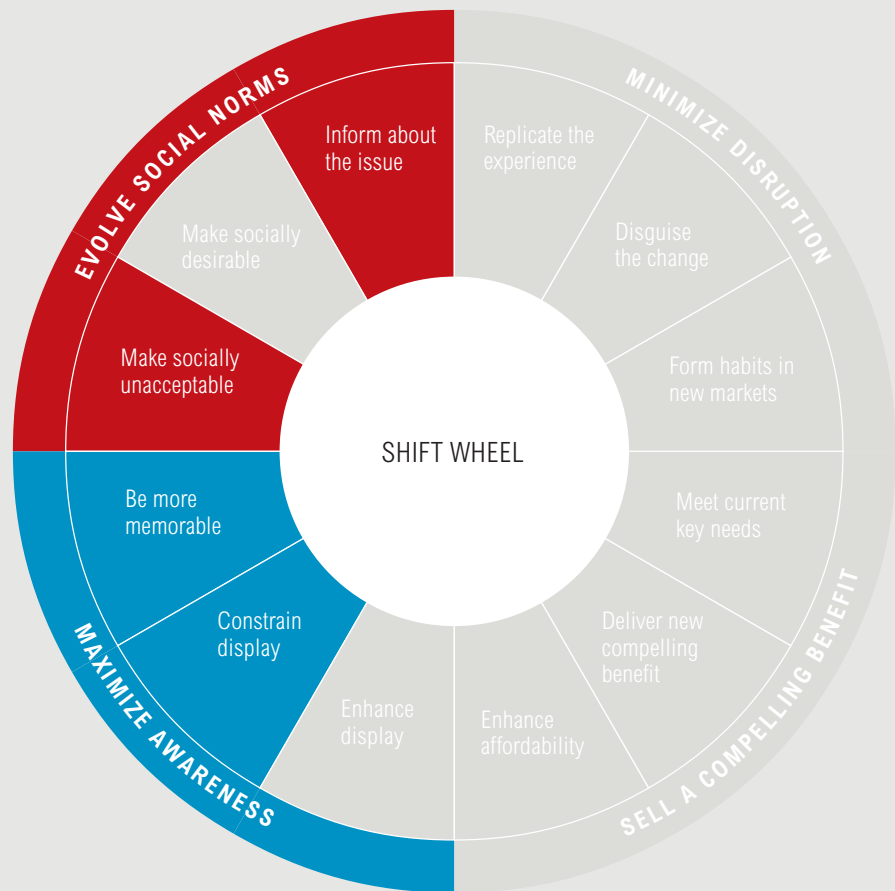 EVOLVE SOCIAL NORMS
MINIMIZE DISRUPTION
Inform about
the issue
Replicate the
experience
Make socially
desirable
Disguise
the change
Make socially
unacceptable
Form habits in
new markets
SHIFT WHEEL
Be more
memorable
Meet current
key needs
Constrain
display
Deliver new
compelling
benefit
Enhance
display
Enhance
affordability
MAXIMIZE AWARENESS
SELL A COMPELLING BENEFIT